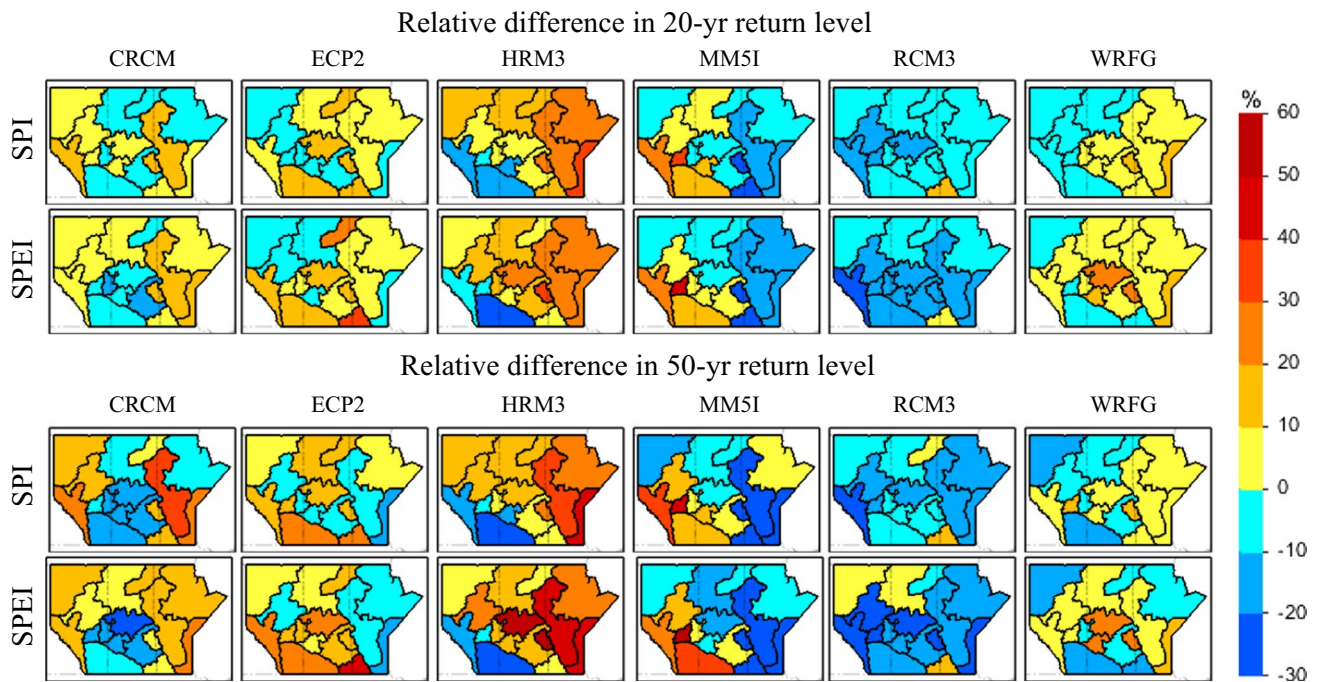 Relative difference in 20-yr return level
CRCM ECP2 HRM3 MM5I RCM3 WRFG
SPI
SPEI
Relative difference in 50-yr return level
CRCM ECP2 HRM3 MM5I RCM3 WRFG
SPI
SPEI
%
60
50
40
30
20
10
0
-10
-20
-30